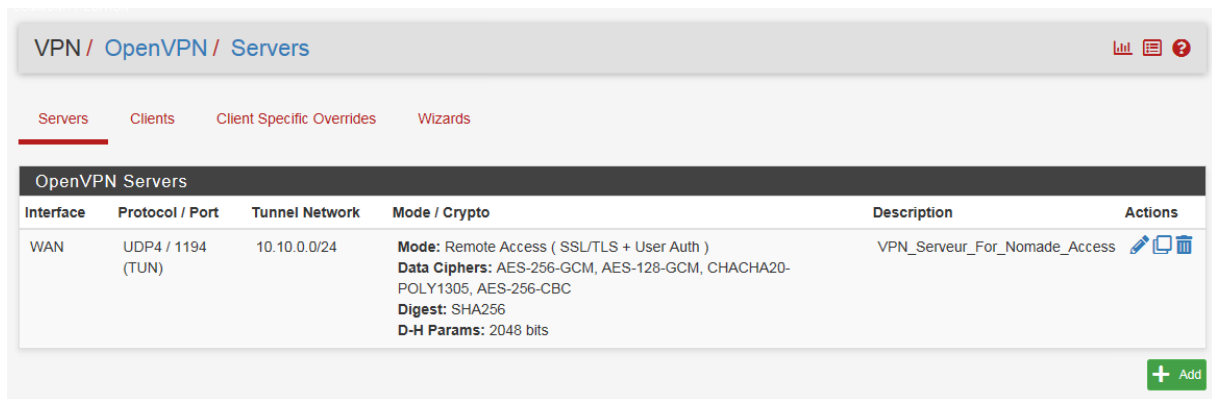 VPN / OpenVPN / Servers
Servers Clients Client Specific Overrides Wizards
OpenVPN Servers
Interface Protocol / Port Tunnel Network Mode / Crypto Description Actions
WAN UDP4 / 1194 10.10.0.0/24 Mode: Remote Access ( SSL/TLS + User Auth ) VPN_Serveur_For_Nomade_Access
(TUN) Data Ciphers: AES-256-GCM, AES-128-GCM, CHACHA20-
POLY1305, AES-256-CBC
Digest: SHA256
D-H Params: 2048 bits
Add